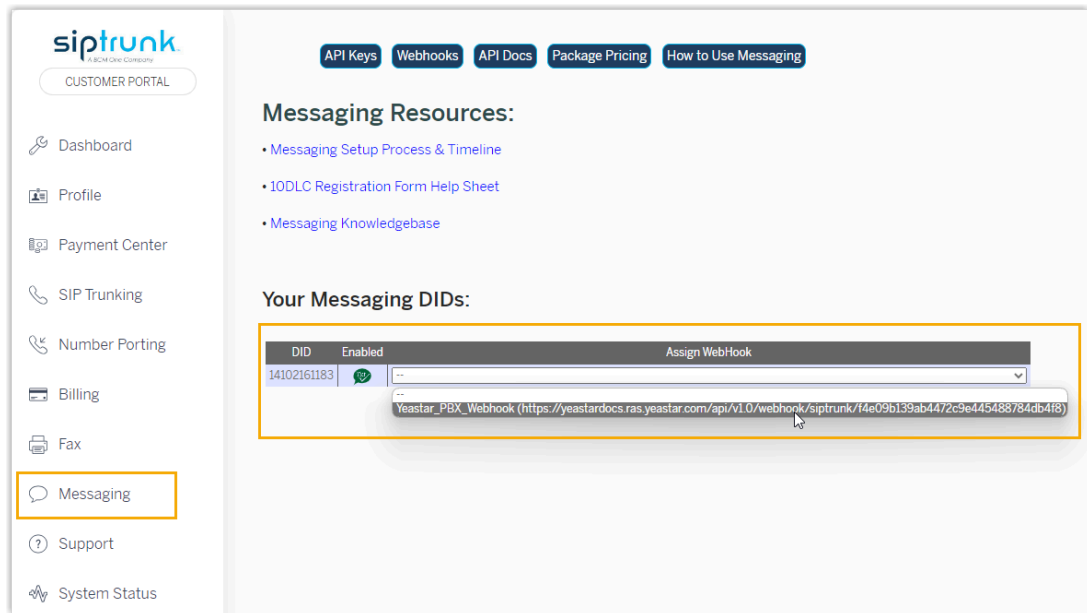 siptrunk.
A BCM One Company
CUSTOMER PORTAL
Dashboard
Profile
Payment Center
SIP Trunking
Number Porting
Billing
Fax
Messaging
Support
System Status
API Keys Webhooks API Docs Package Pricing How to Use Messaging
Messaging Resources:
• Messaging Setup Process & Timeline
• 10DLC Registration Form Help Sheet
• Messaging Knowledgebase
Your Messaging DIDs:
DID Enabled Assign WebHook
14102161183 --
--
Yeastar_PBX_Webhook (https://yeastardocs.ras.yeastar.com/api/v1.0/webhook/siptrunk/f4e09b139ab4472c9e445488784db4f8)